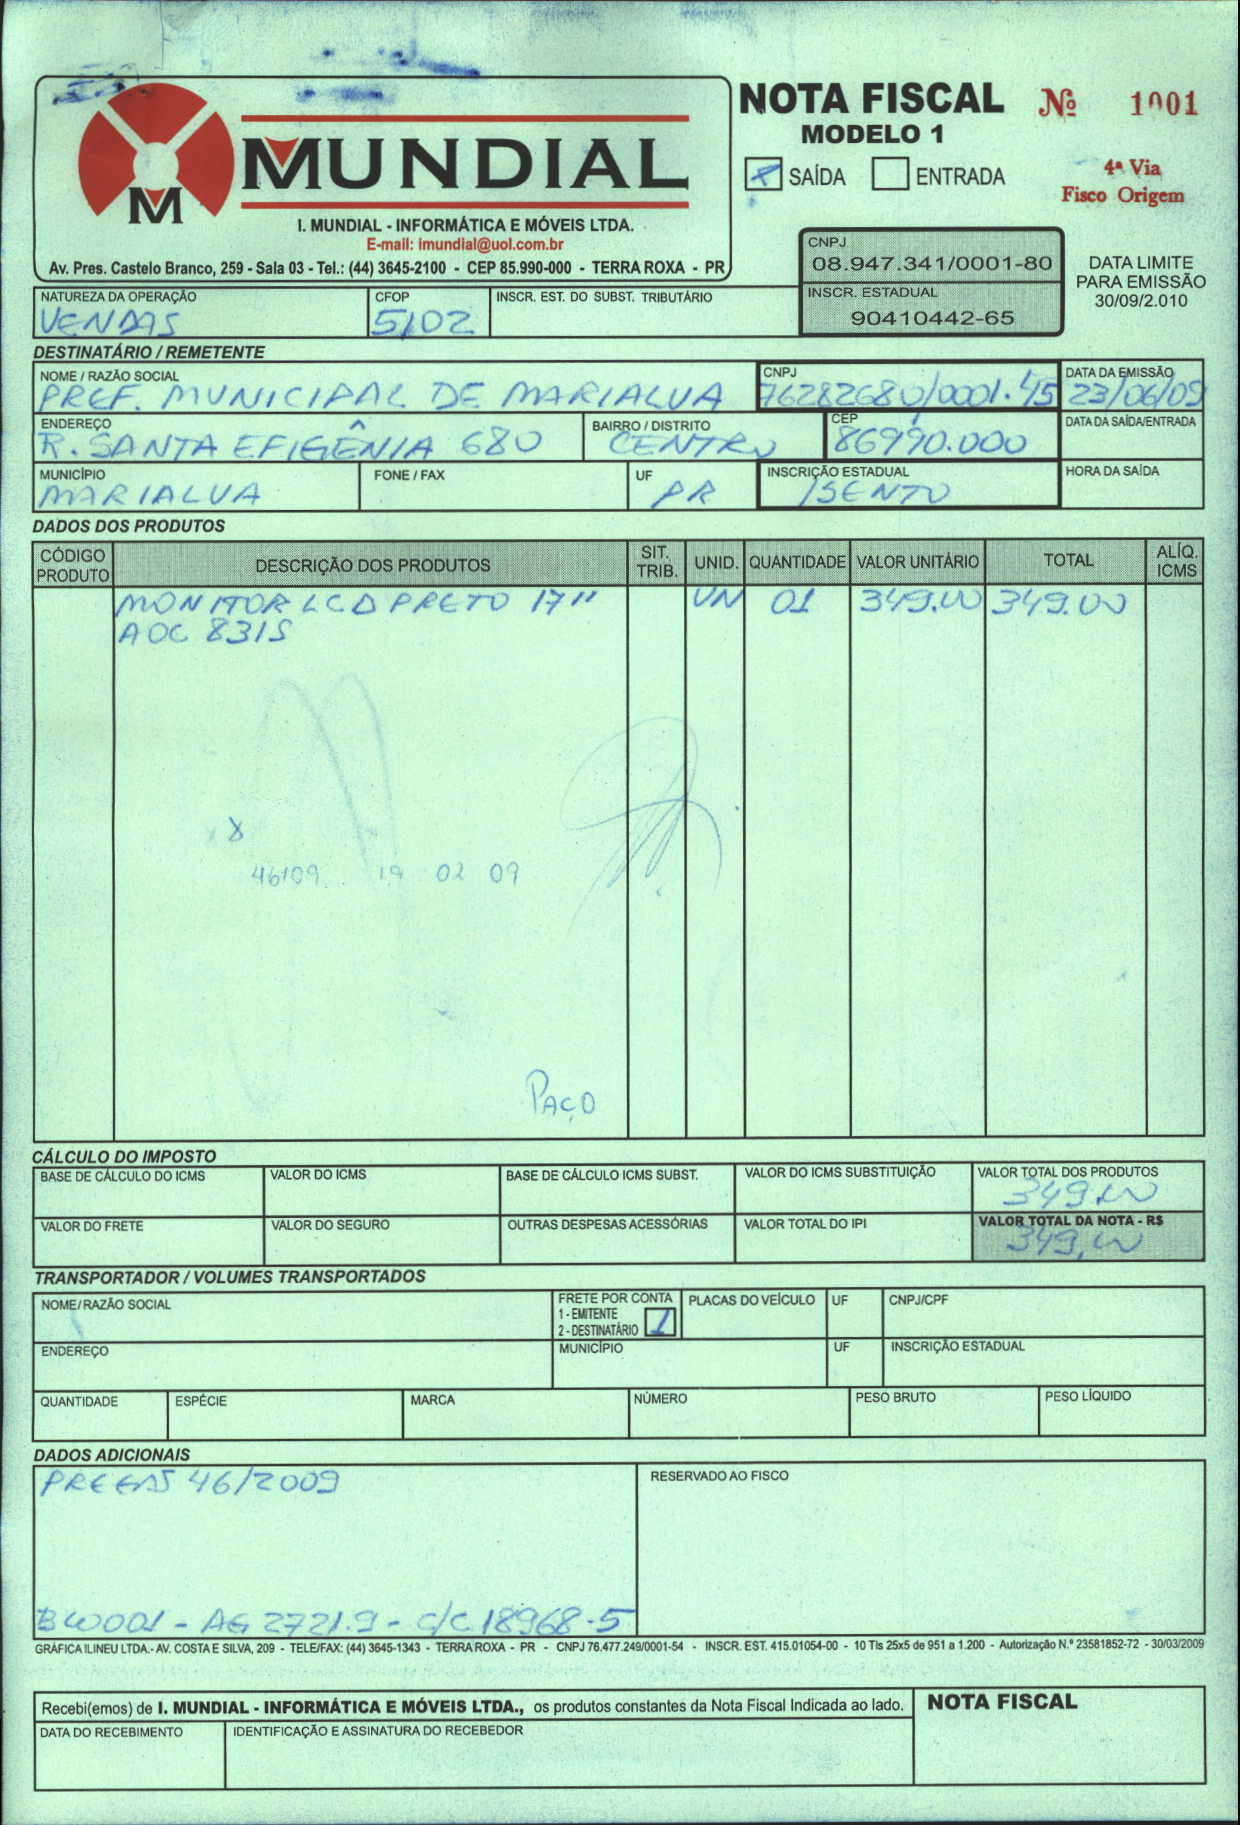 NOTA FISCAL
MODELO 1
Nº 1001
SAÍDA ENTRADA
4ª Via
Fisco Origem
M
MUNDIAL
I. MUNDIAL - INFORMÁTICA E MÓVEIS LTDA.
E-mail: imundial@uol.com.br
Av. Pres. Castelo Branco, 259 - Sala 03 - Tel.: (44) 3645-2100 - CEP 85.990-000 - TERRA ROXA - PR
CNPJ
08.947.341/0001-80
INSCR. ESTADUAL
90410442-65
DATA LIMITE
PARA EMISSÃO
30/09/2.010
NATUREZA DA OPERAÇÃO CFOP INSCR. EST. DO SUBST. TRIBUTÁRIO
VENDAS 5102
DESTINATÁRIO / REMETENTE
NOME / RAZÃO SOCIAL CNPJ DATA DA EMISSÃO
PREF. MUNICIPAL DE MARIALVA 76282680/0001.45 23/06/09
ENDEREÇO BAIRRO / DISTRITO CEP DATA DA SAÍDA/ENTRADA
R. SANTA EFIGÊNIA 680 CENTRO 86990.000
MUNICÍPIO FONE / FAX UF INSCRIÇÃO ESTADUAL HORA DA SAÍDA
MARIALVA PR ISENTO
DADOS DOS PRODUTOS
CÓDIGO PRODUTO DESCRIÇÃO DOS PRODUTOS SIT. TRIB. UNID. QUANTIDADE VALOR UNITÁRIO TOTAL ALÍQ. ICMS
MONITOR LCD PRETO 17" UN 01 349.00 349.00
AOC 831S
46109 19 02 09
PAÇO
CÁLCULO DO IMPOSTO
BASE DE CÁLCULO DO ICMS VALOR DO ICMS BASE DE CÁLCULO ICMS SUBST. VALOR DO ICMS SUBSTITUIÇÃO VALOR TOTAL DOS PRODUTOS
349,00
VALOR DO FRETE VALOR DO SEGURO OUTRAS DESPESAS ACESSÓRIAS VALOR TOTAL DO IPI VALOR TOTAL DA NOTA - R$
349,00
TRANSPORTADOR / VOLUMES TRANSPORTADOS
NOME/RAZÃO SOCIAL FRETE POR CONTA PLACAS DO VEÍCULO UF CNPJ/CPF
1 - EMITENTE
2 - DESTINATÁRIO 1
ENDEREÇO MUNICÍPIO UF INSCRIÇÃO ESTADUAL
QUANTIDADE ESPÉCIE MARCA NÚMERO PESO BRUTO PESO LÍQUIDO
DADOS ADICIONAIS
46/2009
RESERVADO AO FISCO
AG 2721.9 - C/C 18968-5
GRÁFICA ILINEU LTDA.- AV. COSTA E SILVA, 209 - TELE/FAX: (44) 3645-1343 - TERRA ROXA - PR - CNPJ 76.477.249/0001-54 - INSCR. EST. 415.01054-00 - 10 Tls 25x5 de 951 a 1.200 - Autorização N.º 23581852-72 - 30/03/2009
Recebi(emos) de I. MUNDIAL - INFORMÁTICA E MÓVEIS LTDA., os produtos constantes da Nota Fiscal Indicada ao lado.
NOTA FISCAL
DATA DO RECEBIMENTO IDENTIFICAÇÃO E ASSINATURA DO RECEBEDOR